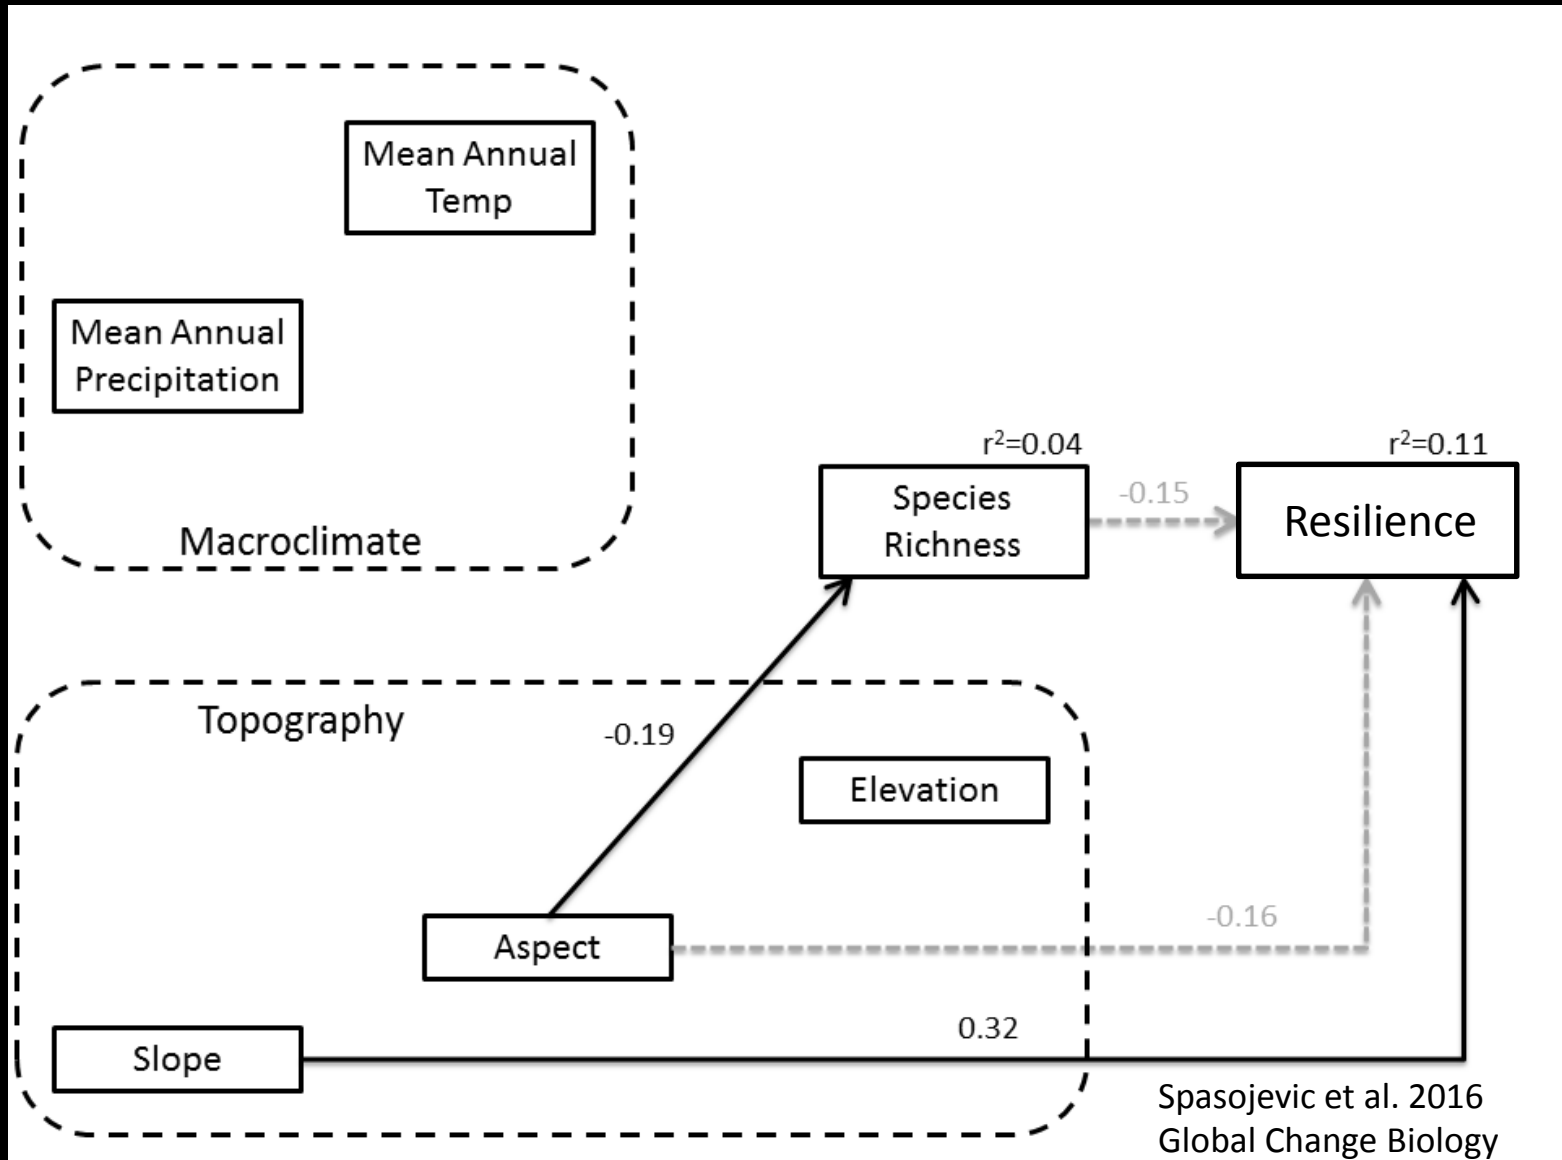 Mean Annual
Temp
Mean Annual
Precipitation
Macroclimate
r²=0.04
r²=0.11
Species
Richness
-0.15
Resilience
Topography
-0.19
Elevation
Aspect
-0.16
Slope
0.32
Spasojevic et al. 2016
Global Change Biology